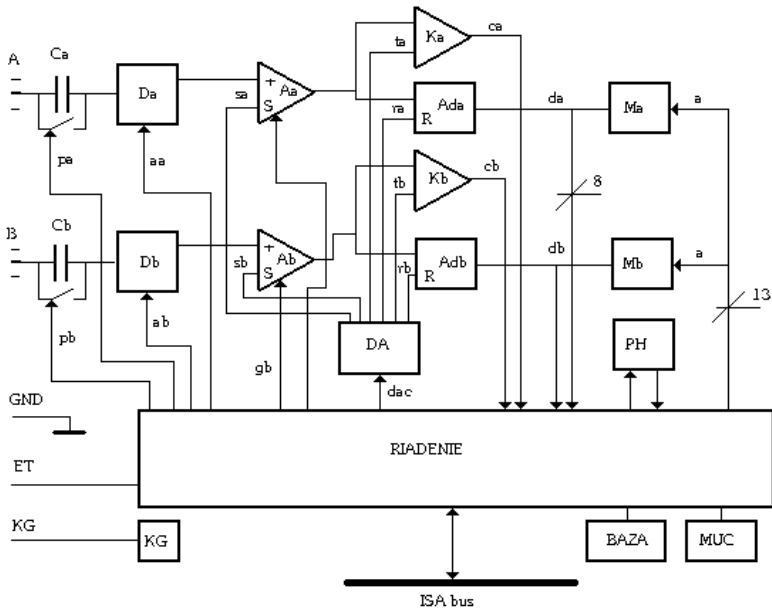 A
Ca
Da
sa
+
S
Aa
ta
Ka
ca
ra
R
Ada
da
Ma
a
pa
aa
8
B
Cb
Db
sb
+
S
Ab
tb
Kb
cb
rb
R
Adb
db
Mb
a
13
pb
ab
gb
DA
dac
PH
GND
RIADENIE
ET
KG
KG
BAZA
MUC
ISA bus